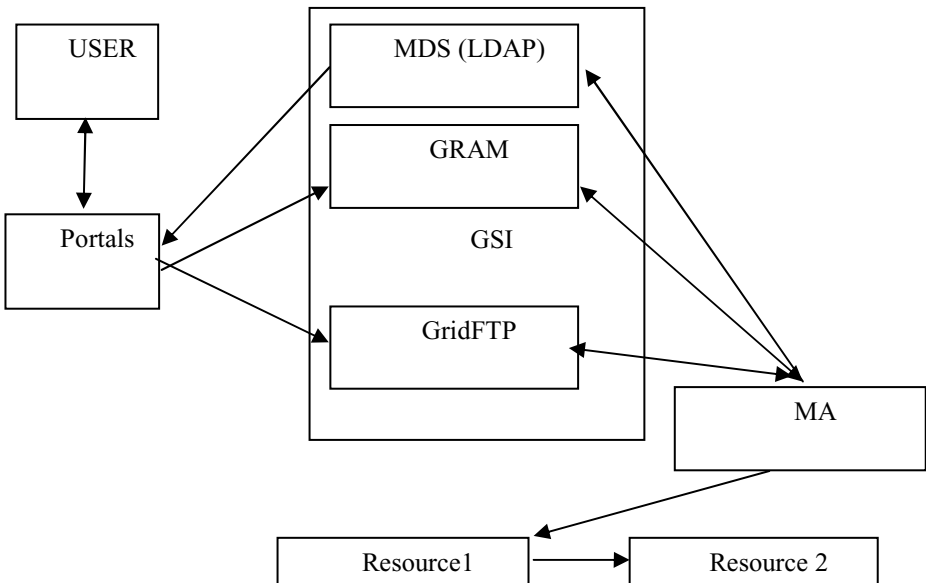 USER
MDS (LDAP)
GRAM
Portals
GSI
GridFTP
MA
Resource1
Resource 2